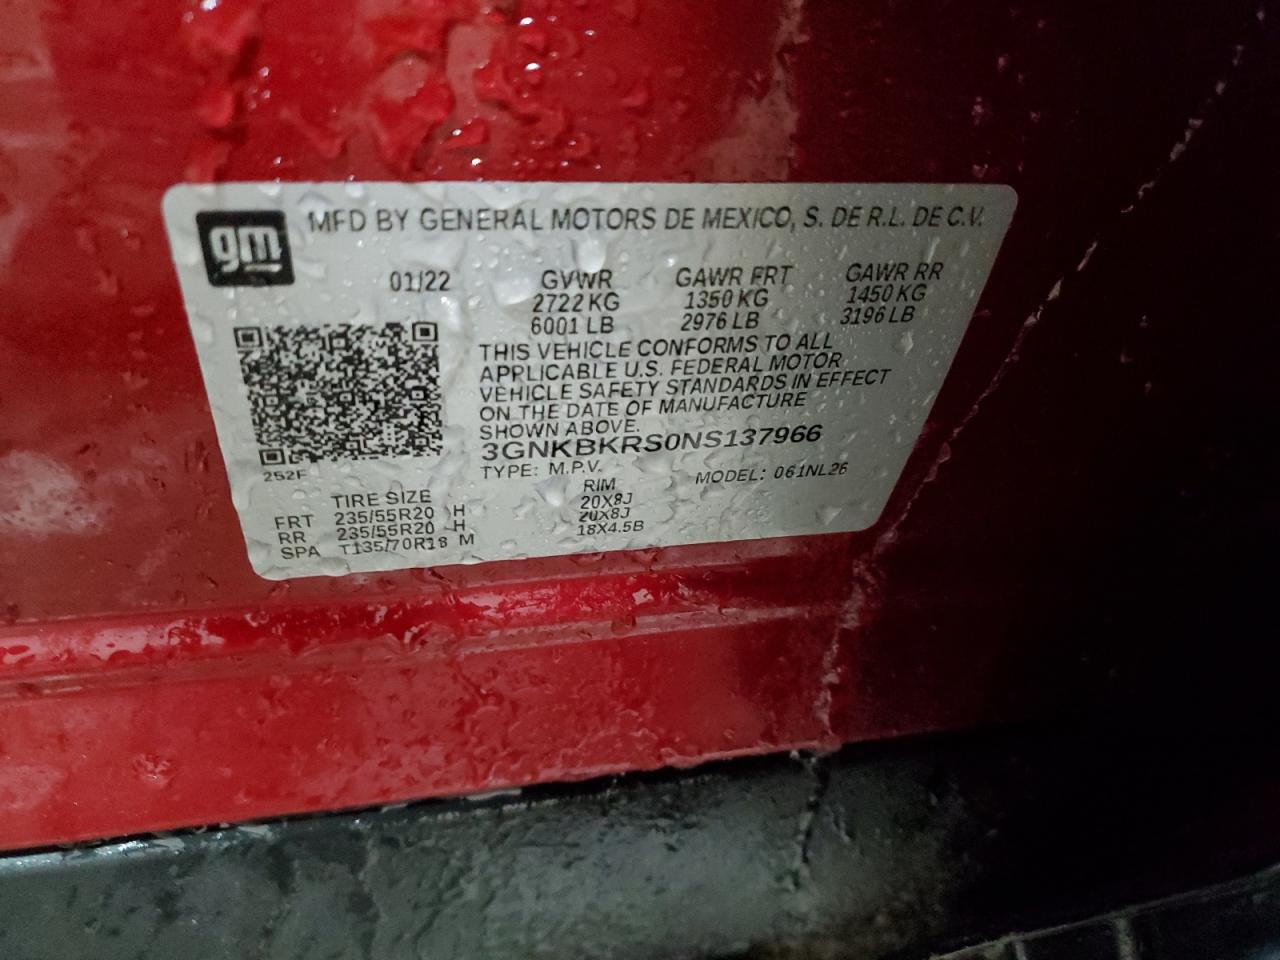 gm
MFD BY GENERAL MOTORS DE MEXICO, S. DE R.L. DE C.V.
01/22 GVWR GAWR FRT GAWR RR
2722 KG 1350 KG 1450 KG
6001 LB 2976 LB 3196 LB
THIS VEHICLE CONFORMS TO ALL
APPLICABLE U.S. FEDERAL MOTOR
VEHICLE SAFETY STANDARDS IN EFFECT
ON THE DATE OF MANUFACTURE
SHOWN ABOVE.
3GNKBKRS0NS137966
252F TYPE: M.P.V. MODEL: 061NL26
TIRE SIZE RIM
FRT 235/55R20 H 20X8J
RR 235/55R20 H 20X8J
SPA T135/70R18 M 18X4.5B